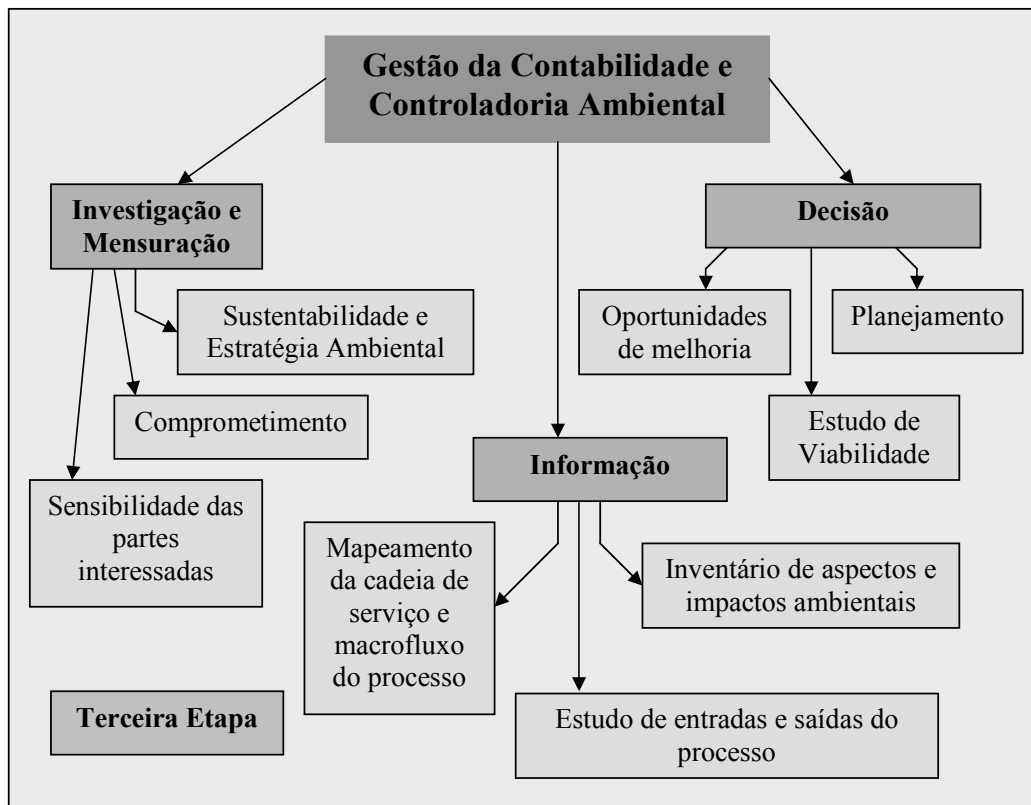 Gestão da Contabilidade e
Controladoria Ambiental
Investigação e
Mensuração
Decisão
Sustentabilidade e
Estratégia Ambiental
Oportunidades
de melhoria
Planejamento
Comprometimento
Estudo de
Viabilidade
Informação
Sensibilidade das
partes
interessadas
Mapeamento
da cadeia de
serviço e
macrofluxo
do processo
Inventário de aspectos e
impactos ambientais
Terceira Etapa
Estudo de entradas e saídas do
processo